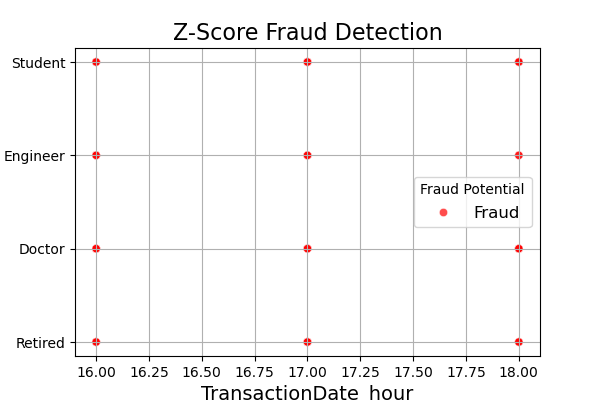 Z-Score Fraud Detection
Student
Engineer
Doctor
Retired
Fraud Potential
Fraud
16.00 16.25 16.50 16.75 17.00 17.25 17.50 17.75 18.00
TransactionDate_hour